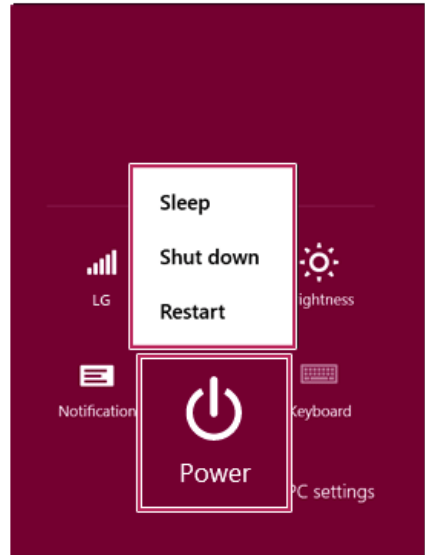 Sleep
Shut down
Restart
LG
ightness
Notification
Keyboard
Power
PC settings